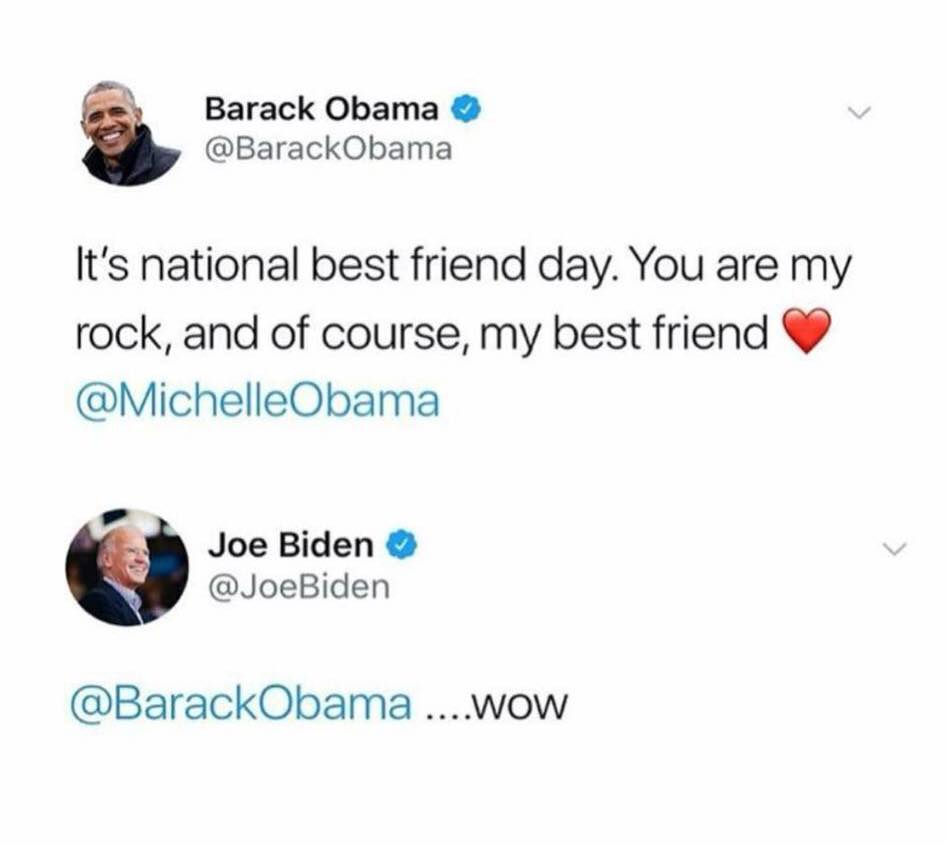 Barack Obama
@BarackObama
It's national best friend day. You are my
rock, and of course, my best friend ❤️
@MichelleObama
Joe Biden
@JoeBiden
@BarackObama ....wow